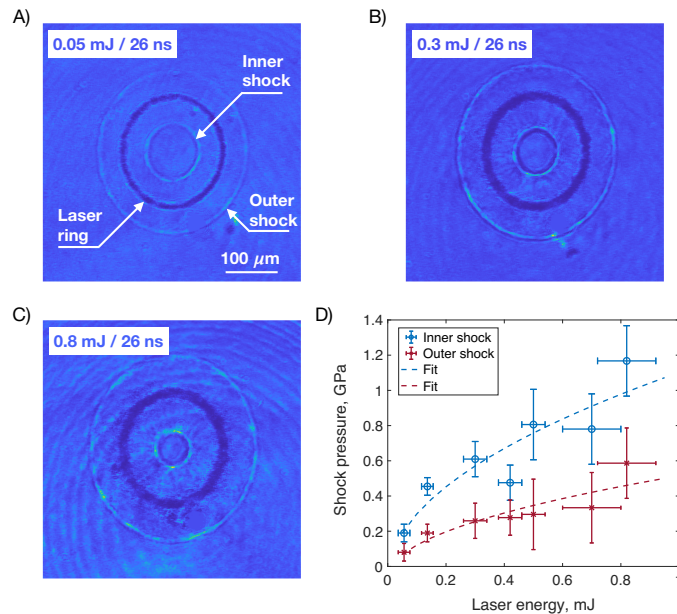 A)
0.05 mJ / 26 ns
Inner
shock
Laser
ring
Outer
shock
100 μm
B)
0.3 mJ / 26 ns
C)
0.8 mJ / 26 ns
D)
Inner shock
Outer shock
Fit
Fit
Shock pressure, GPa
1.4
1.2
1
0.8
0.6
0.4
0.2
0
0
0.2
0.4
0.6
0.8
Laser energy, mJ